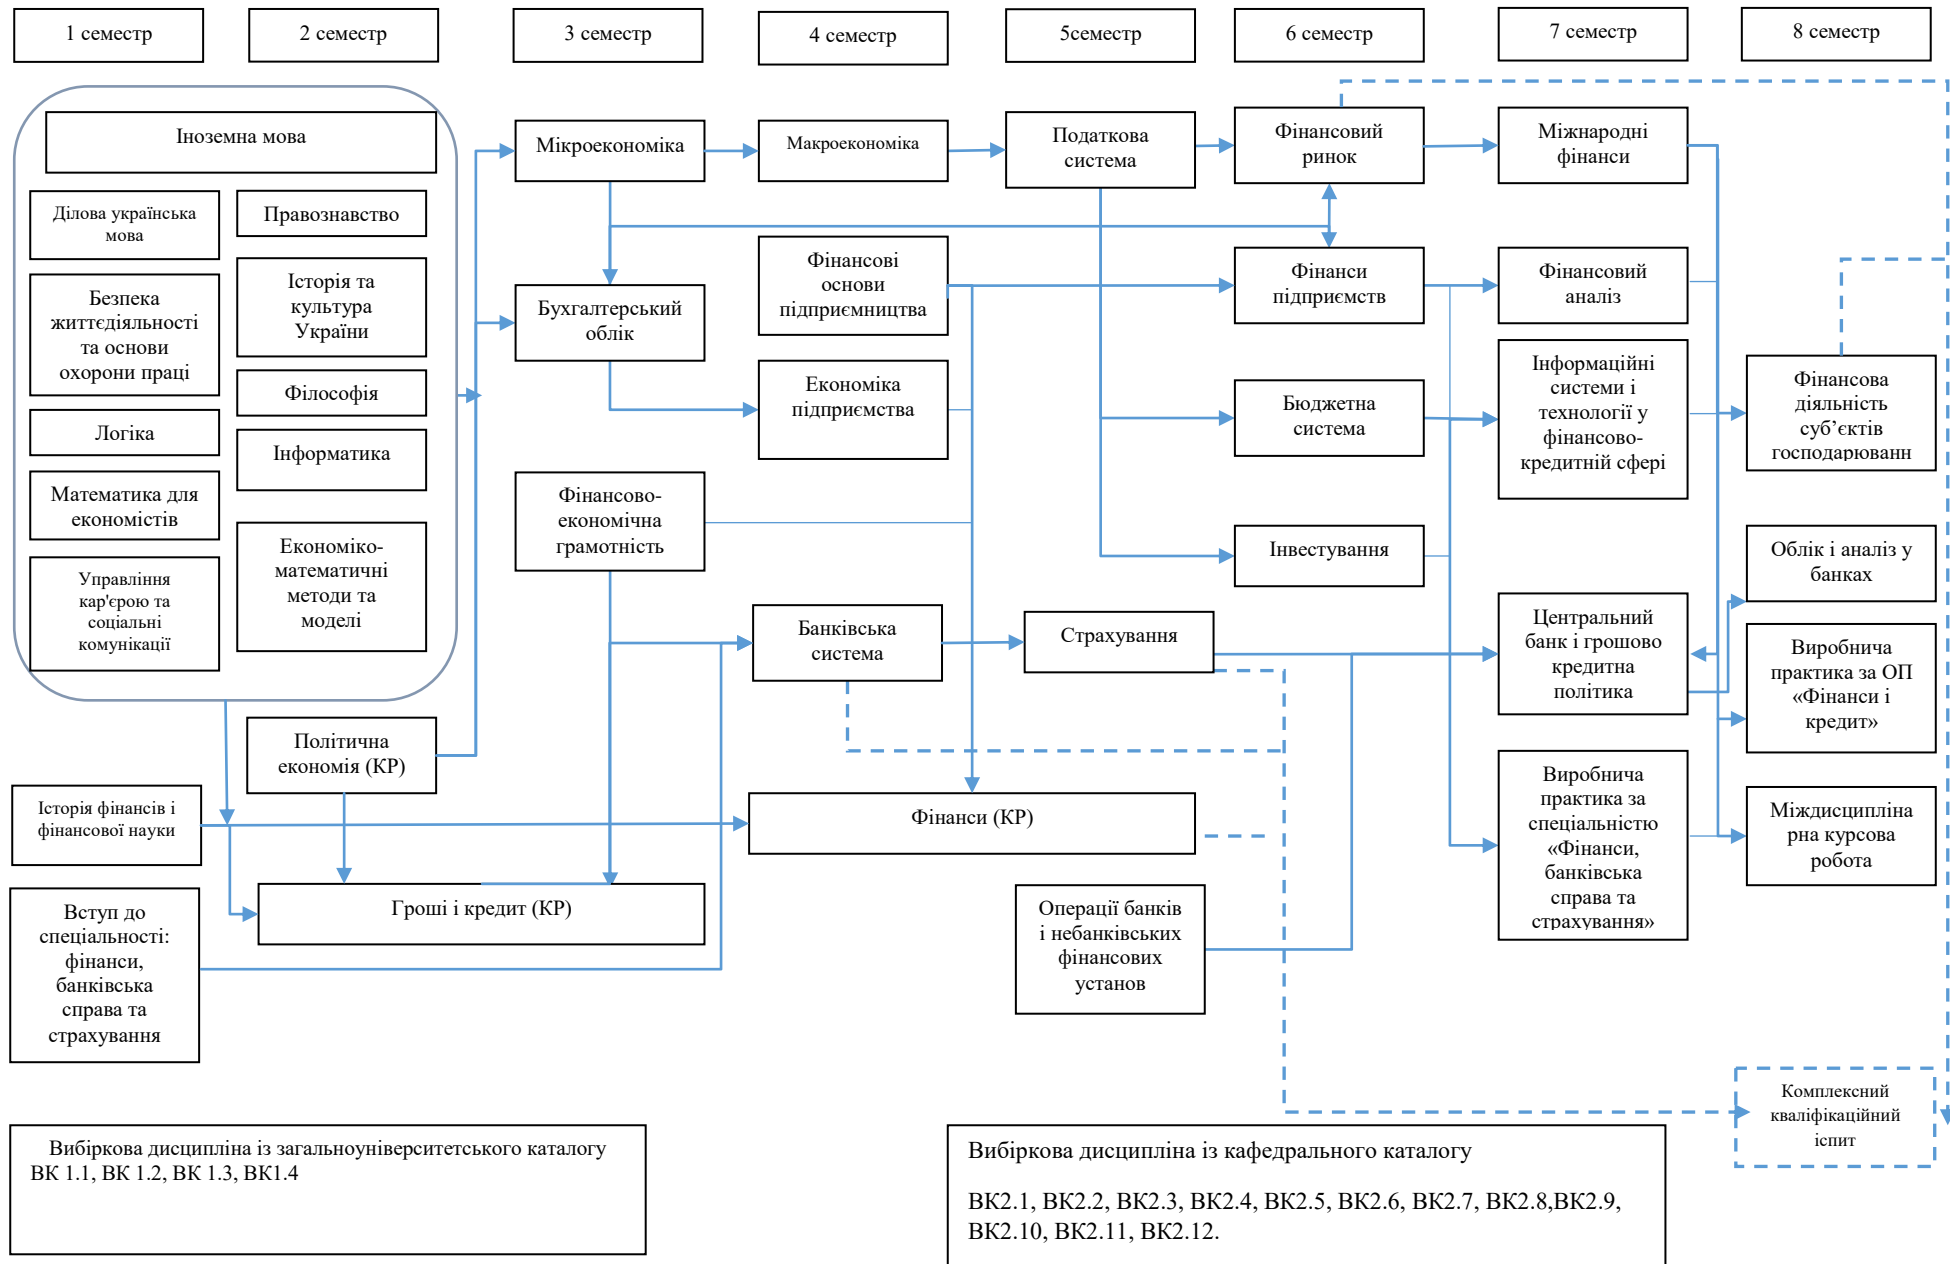 1 семестр
2 семестр
3 семестр
4 семестр
5семестр
6 семестр
7 семестр
8 семестр
Іноземна мова
Ділова українська
мова
Безпека
життєдіяльності
та основи
охорони праці
Логіка
Математика для
економістів
Управління
кар'єрою та
соціальні
комунікації
Правознавство
Історія та
культура
України
Філософія
Інформатика
Економіко-
математичні
методи та
моделі
Політична
економія (КР)
Історія фінансів і
фінансової науки
Вступ до
спеціальності:
фінанси,
банківська
справа та
страхування
Гроші і кредит (КР)
Мікроекономіка
Бухгалтерський
облік
Фінансово-
економічна
грамотність
Макроекономіка
Фінансові
основи
підприємництва
Економіка
підприємства
Банківська
система
Фінанси (КР)
Податкова
система
Страхування
Операції банків
і небанківських
фінансових
установ
Фінансовий
ринок
Фінанси
підприємств
Бюджетна
система
Інвестування
Міжнародні
фінанси
Фінансовий
аналіз
Інформаційні
системи і
технології у
фінансово-
кредитній сфері
Центральний
банк і грошово
кредитна
політика
Виробнича
практика за
спеціальністю
«Фінанси,
банківська
справа та
страхування»
Фінансова
діяльність
суб’єктів
господарюванн
Облік і аналіз у
банках
Виробнича
практика за ОП
«Фінанси і
кредит»
Міждисципліна
рна курсова
робота
Комплексний
кваліфікаційний
іспит
Вибіркова дисципліна із загальноуніверситетського каталогу
ВК 1.1, ВК 1.2, ВК 1.3, ВК1.4
Вибіркова дисципліна із кафедрального каталогу
ВК2.1, ВК2.2, ВК2.3, ВК2.4, ВК2.5, ВК2.6, ВК2.7, ВК2.8,ВК2.9,
ВК2.10, ВК2.11, ВК2.12.